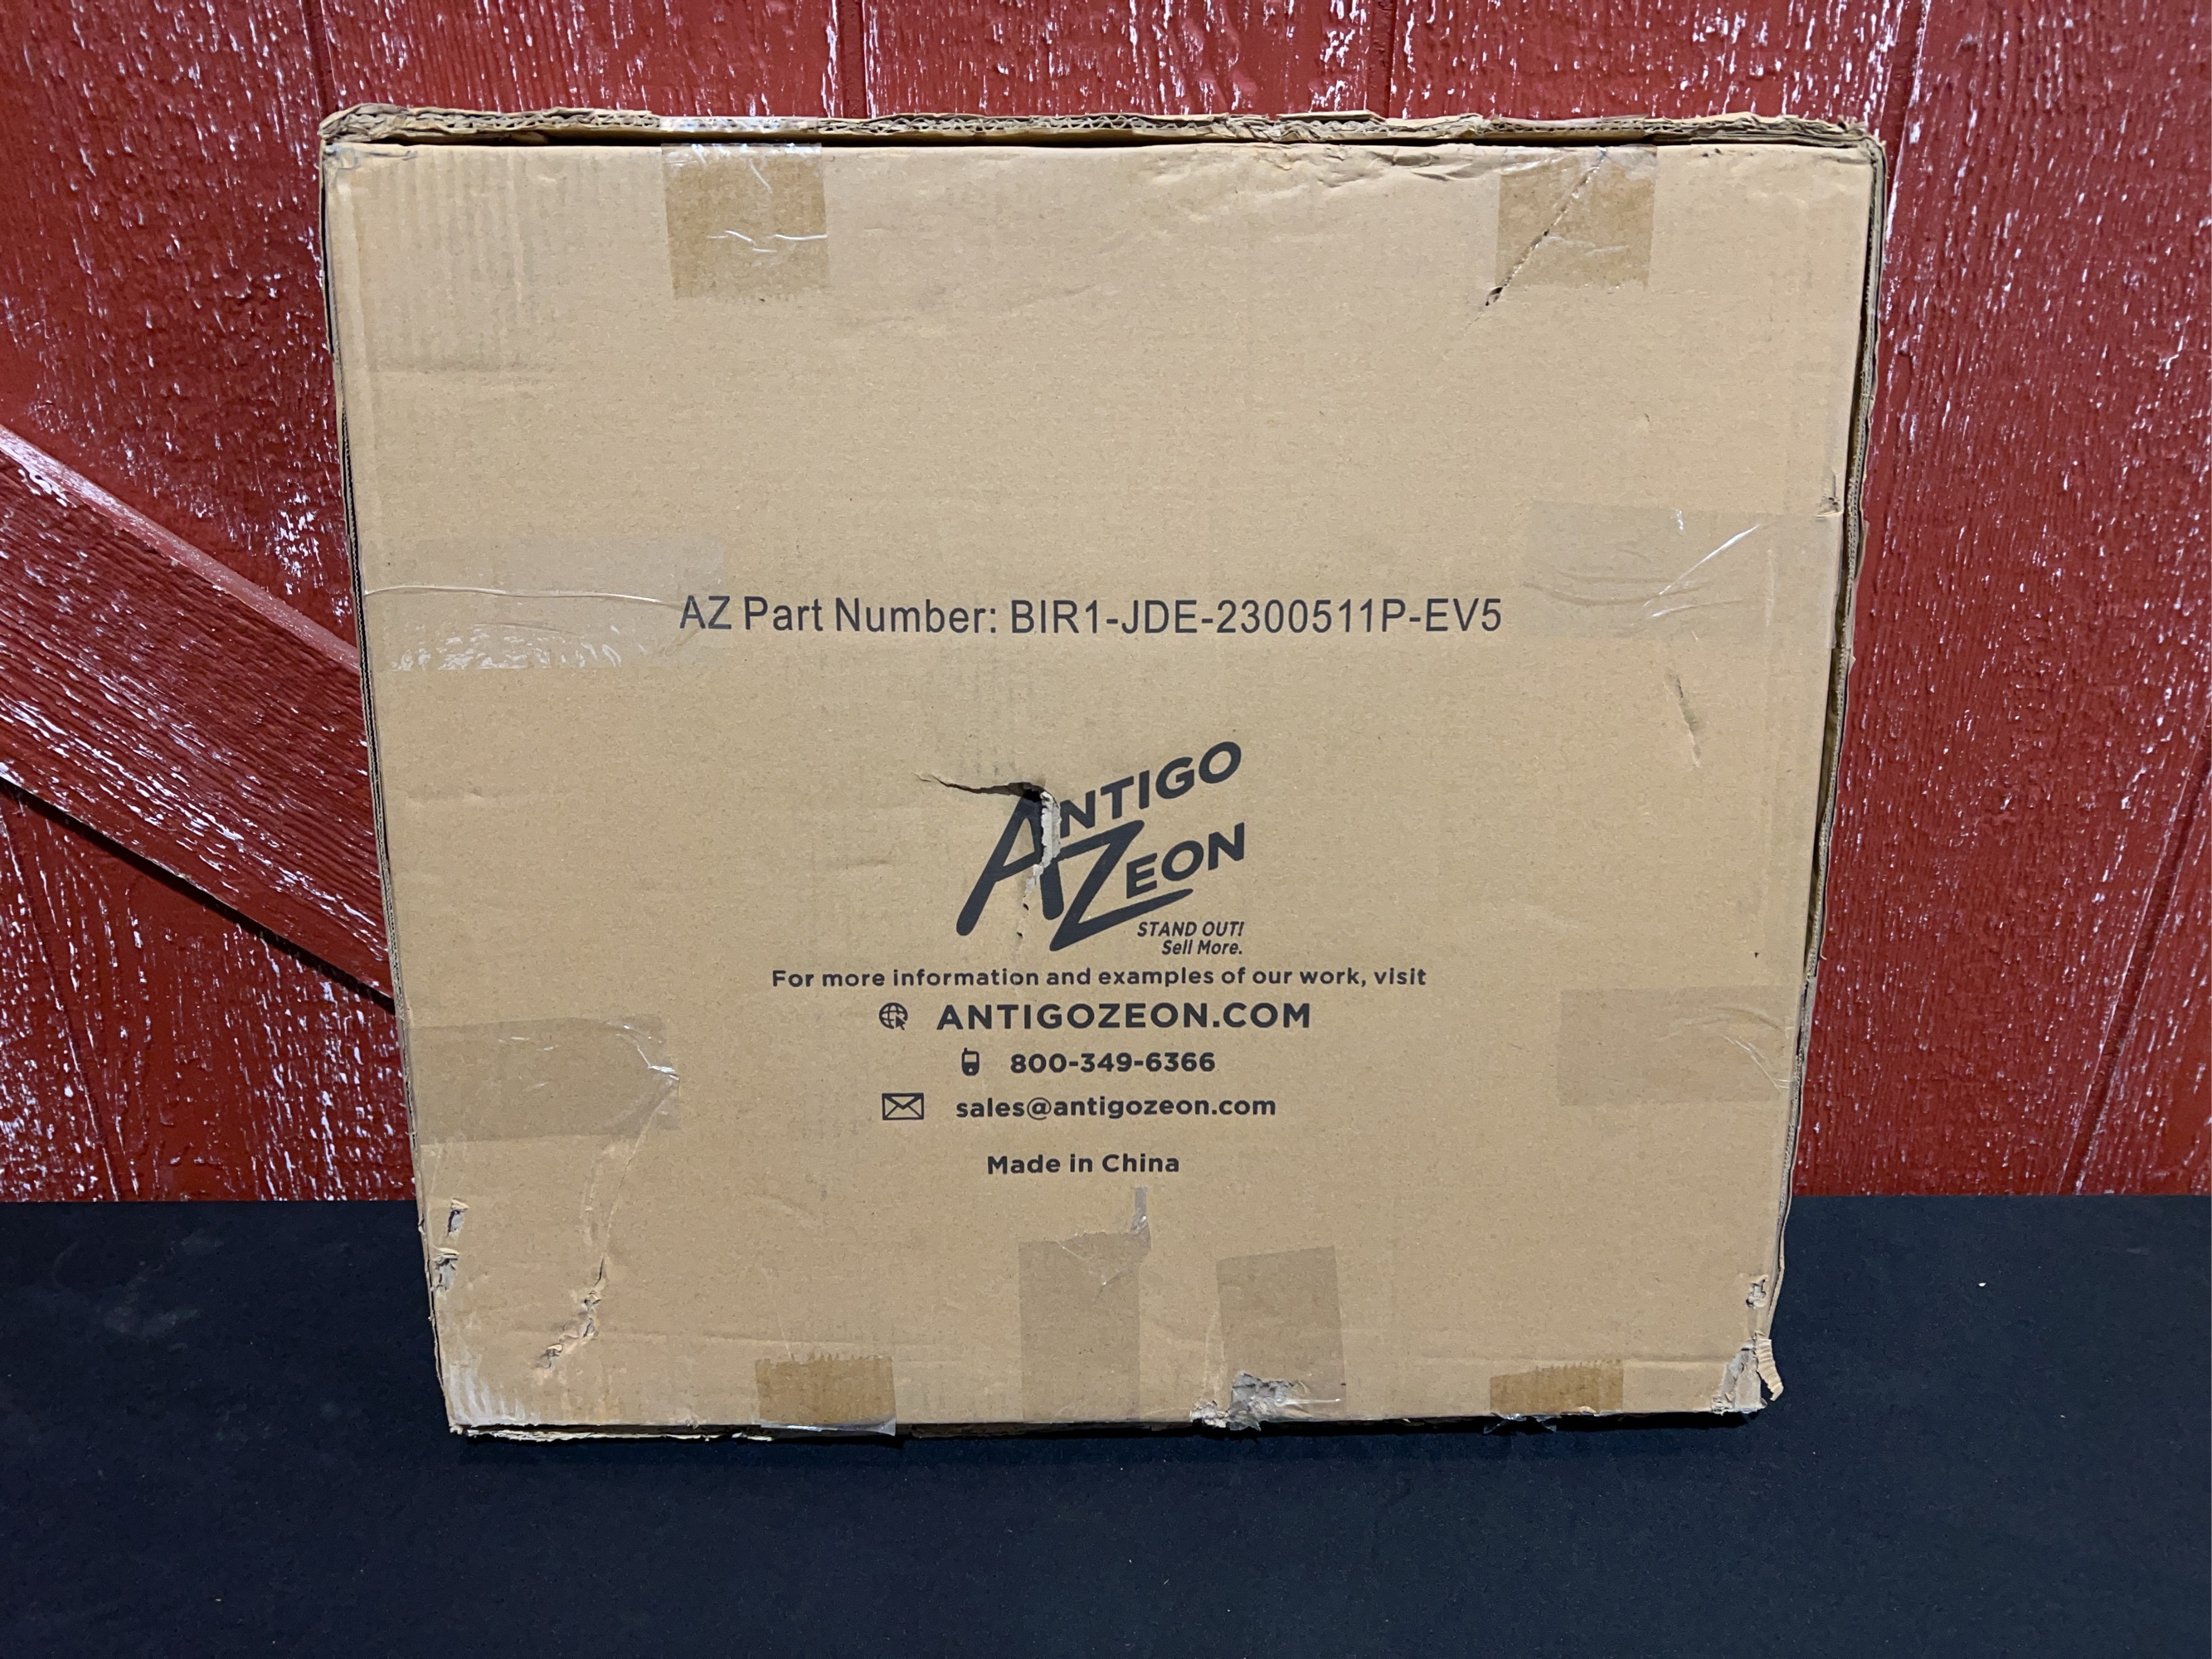 AZ Part Number: BIR1-JDE-2300511P-EV5
ANTIGO
ZEON
STAND OUT!
Sell More.
For more information and examples of our work, visit
ANTIGOZEON.COM
800-349-6366
sales@antigozeon.com
Made in China